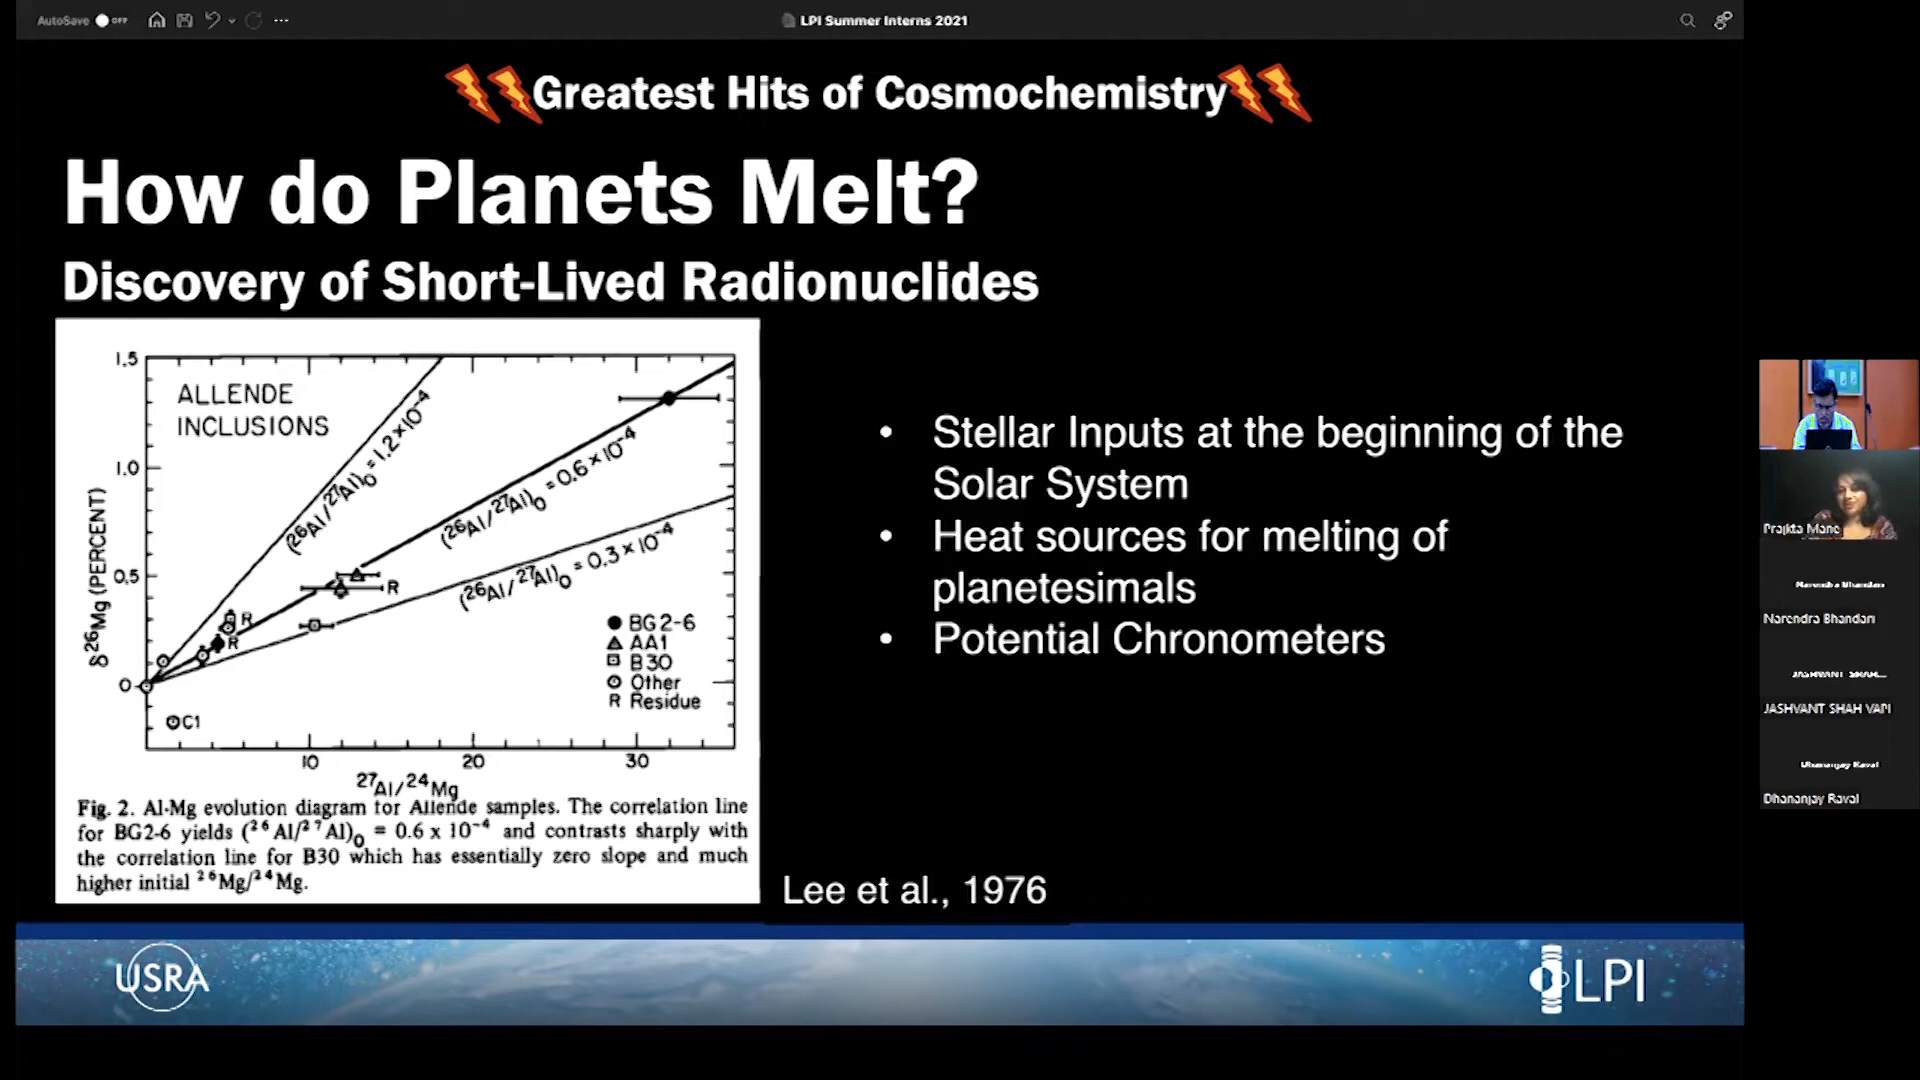 AutoSave OFF
LPI Summer Interns 2021
Greatest Hits of Cosmochemistry
How do Planets Melt?
Discovery of Short-Lived Radionuclides
ALLENDE
INCLUSIONS
1.5
1.0
0.5
0
δ²⁶Mg (PERCENT)
(²⁶Al/²⁷Al)₀ = 1.2 × 10⁻⁴
(²⁶Al/²⁷Al)₀ = 0.6 × 10⁻⁴
(²⁶Al/²⁷Al)₀ = 0.3 × 10⁻⁴
R
R
R
C1
BG2-6
AA1
B30
Other
R Residue
10 20 30
²⁷Al/²⁴Mg
Fig. 2. Al-Mg evolution diagram for Allende samples. The correlation line
for BG2-6 yields (²⁶Al/²⁷Al)₀ = 0.6 x 10⁻⁴ and contrasts sharply with
the correlation line for B30 which has essentially zero slope and much
higher initial ²⁶Mg/²⁴Mg.
• Stellar Inputs at the beginning of the
Solar System
• Heat sources for melting of
planetesimals
• Potential Chronometers
Lee et al., 1976
USRA
LPI
Prajkta Mane
Narendra Bhandari
Narendra Bhandari
JASHVANT SHAH...
JASHVANT SHAH VAPI
Dhananjay Raval
Dhananjay Raval